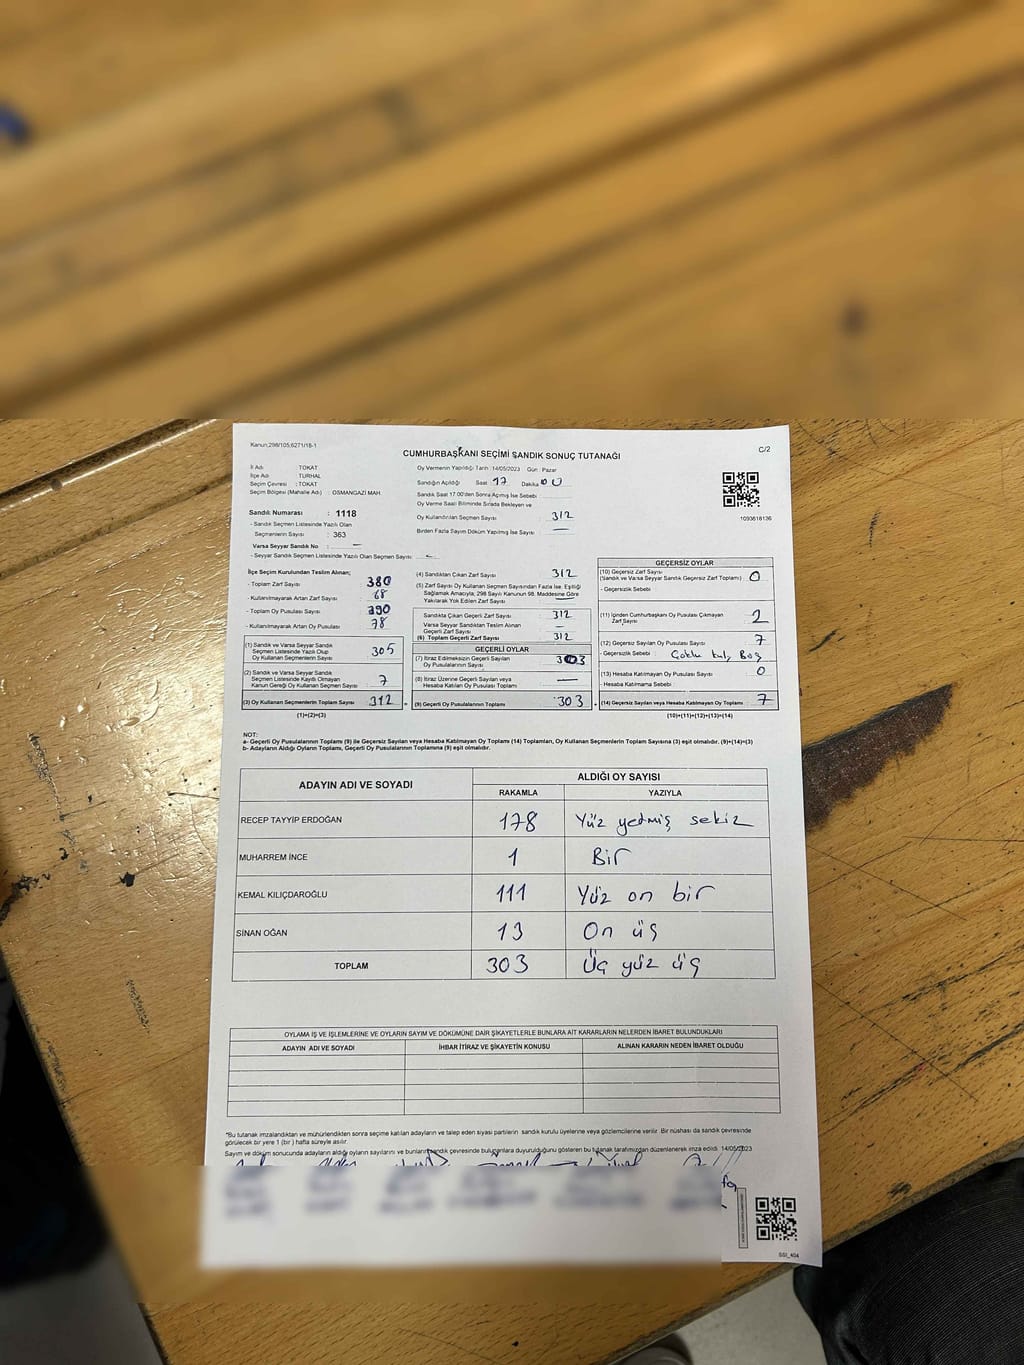 Kanun;298/105;6271/18-1
C/2
CUMHURBAŞKANI SEÇİMİ SANDIK SONUÇ TUTANAĞI
İl Adı : TOKAT
İlçe Adı : TURHAL
Seçim Çevresi : TOKAT
Seçim Bölgesi (Mahalle Adı) : OSMANGAZİ MAH.
Sandık Numarası : 1118
- Sandık Seçmen Listesinde Yazılı Olan
Seçmenlerin Sayısı : 363
Varsa Seyyar Sandık No : —
- Seyyar Sandık Seçmen Listesinde Yazılı Olan Seçmen Sayısı : -
Oy Vermenin Yapıldığı Tarih :14/05/2023 Gün : Pazar
Sandığın Açıldığı Saat 17 Dakika 00
Sandık Saat 17.00'den Sonra Açılmış İse Sebebi :
Oy Verme Saati Bitiminde Sırada Bekleyen ve
Oy Kullandırılan Seçmen Sayısı 312
Birden Fazla Sayım Döküm Yapılmış İse Sayısı : —
1093618136
İlçe Seçim Kurulundan Teslim Alınan;
- Toplam Zarf Sayısı : 380
- Kullanılmayarak Artan Zarf Sayısı : 68
- Toplam Oy Pusulası Sayısı : 390
- Kullanılmayarak Artan Oy Pusulası : 78
(1) Sandık ve Varsa Seyyar Sandık
Seçmen Listesinde Yazılı Olup
Oy Kullanan Seçmenlerin Sayısı 305
(2) Sandık ve Varsa Seyyar Sandık
Seçmen Listesinde Kayıtlı Olmayan
Kanun Gereği Oy Kullanan Seçmen Sayısı 7
(3) Oy Kullanan Seçmenlerin Toplam Sayısı 312
(1)+(2)=(3)
(4) Sandıktan Çıkan Zarf Sayısı 312
(5) Zarf Sayısı Oy Kullanan Seçmen Sayısından Fazla İse, Eşitliği
Sağlamak Amacıyla; 298 Sayılı Kanunun 98. Maddesine Göre
Yakılarak Yok Edilen Zarf Sayısı —
Sandıkta Çıkan Geçerli Zarf Sayısı 312
Varsa Seyyar Sandıktan Teslim Alınan
Geçerli Zarf Sayısı —
(6) Toplam Geçerli Zarf Sayısı 312
GEÇERLİ OYLAR
(7) İtiraz Edilmeksizin Geçerli Sayılan
Oy Pusulalarının Sayısı 303
(8) İtiraz Üzerine Geçerli Sayılan veya
Hesaba Katılan Oy Pusulası Toplamı —
(9) Geçerli Oy Pusulalarının Toplamı 303
GEÇERSİZ OYLAR
(10) Geçersiz Zarf Sayısı
(Sandık ve Varsa Seyyar Sandık Geçersiz Zarf Toplamı) 0
- Geçersizlik Sebebi :
(11) İçinden Cumhurbaşkanı Oy Pusulası Çıkmayan
Zarf Sayısı 2
(12) Geçersiz Sayılan Oy Pusulası Sayısı 7
- Geçersizlik Sebebi : Boş
(13) Hesaba Katılmayan Oy Pusulası Sayısı 0
- Hesaba Katılmama Sebebi :
(14) Geçersiz Sayılan veya Hesaba Katılmayan Oy Toplamı 7
(10)+(11)+(12)+(13)=(14)
NOT:
a- Geçerli Oy Pusulalarının Toplamı (9) ile Geçersiz Sayılan veya Hesaba Katılmayan Oy Toplamı (14) Toplamları, Oy Kullanan Seçmenlerin Toplam Sayısına (3) eşit olmalıdır. (9)+(14)=(3)
b- Adayların Aldığı Oyların Toplamı, Geçerli Oy Pusulalarının Toplamına (9) eşit olmalıdır.
ADAYIN ADI VE SOYADI ALDIĞI OY SAYISI
RAKAMLA YAZIYLA
RECEP TAYYİP ERDOĞAN 178 Yüz yetmiş sekiz
MUHARREM İNCE 1 Bir
KEMAL KILIÇDAROĞLU 111 Yüz on bir
SİNAN OĞAN 13 On üç
TOPLAM 303 Üç yüz üç
OYLAMA İŞ VE İŞLEMLERİNE VE OYLARIN SAYIM VE DÖKÜMÜNE DAİR ŞİKAYETLERLE BUNLARA AİT KARARLARIN NELERDEN İBARET BULUNDUKLARI
ADAYIN ADI VE SOYADI İHBAR İTİRAZ VE ŞİKAYETİN KONUSU ALINAN KARARIN NEDEN İBARET OLDUĞU
*Bu tutanak imzalandıktan ve mühürlendikten sonra seçime katılan adayların ve talep eden siyasi partilerin sandık kurulu üyelerine veya gözlemcilerine verilir. Bir nüshası da sandık çevresinde
görülecek bir yere 1 (bir) hafta süreyle asılır.
Sayım ve döküm sonucunda adayların aldığı oyların sayılarını ve bunların sandık çevresinde bulunanlara duyurulduğunu gösteren bu tutanak tarafımızdan düzenlenerek imza edildi. 14/05/2023
SSI_404